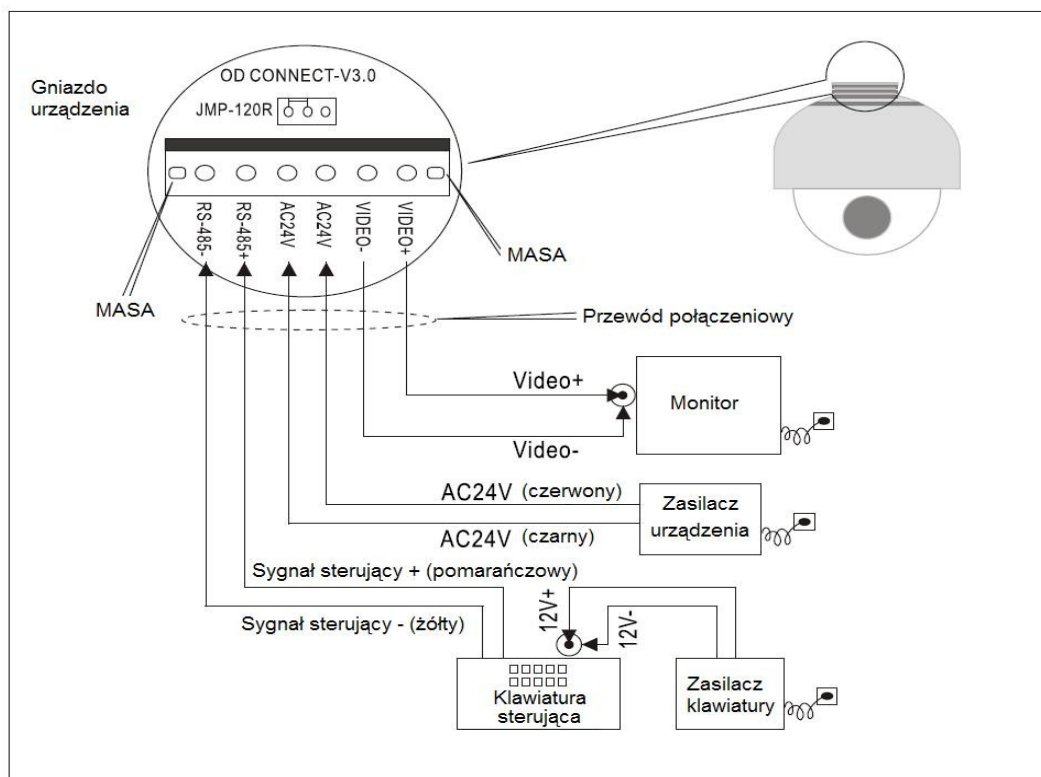 OD CONNECT-V3.0
Gniazdo
urządzenia
JMP-120R
RS-485-
RS-485+
AC24V
AC24V
VIDEO-
VIDEO+
MASA
MASA
Przewód połączeniowy
Video+
Monitor
Video-
AC24V (czerwony)
Zasilacz
urządzenia
AC24V (czarny)
Sygnał sterujący + (pomarańczowy)
12V+
12V-
Sygnał sterujący - (żółty)
Klawiatura
sterująca
Zasilacz
klawiatury